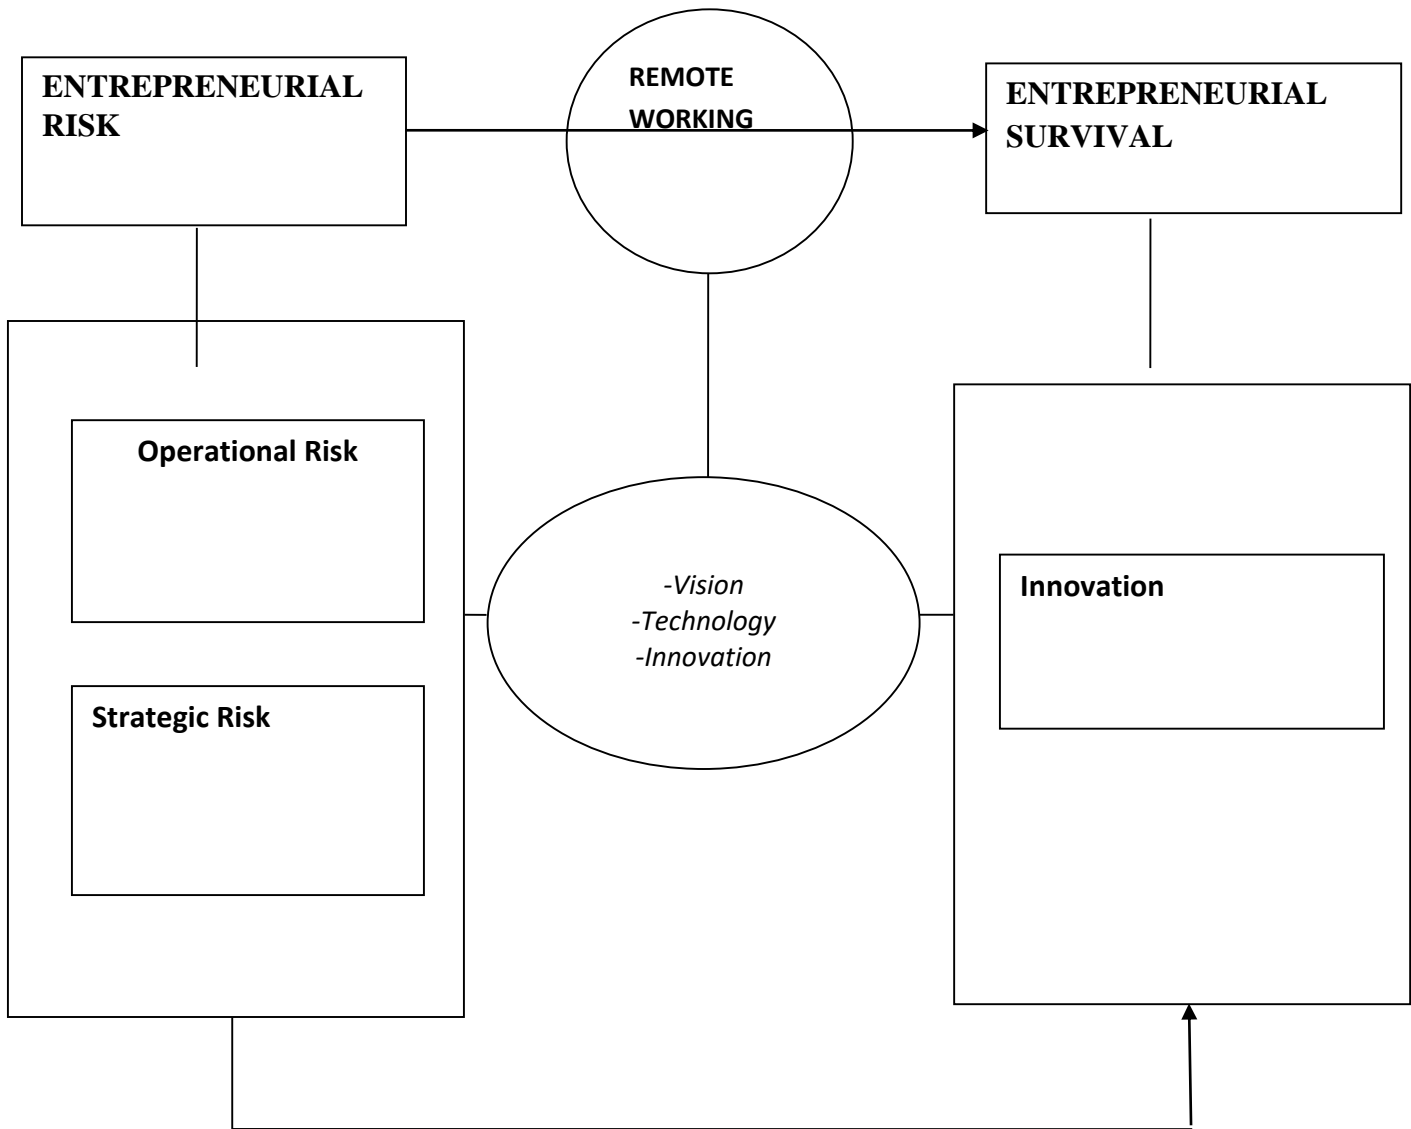 ENTREPRENEURIAL
RISK
REMOTE
WORKING
ENTREPRENEURIAL
SURVIVAL
Operational Risk
Strategic Risk
-Vision
-Technology
-Innovation
Innovation